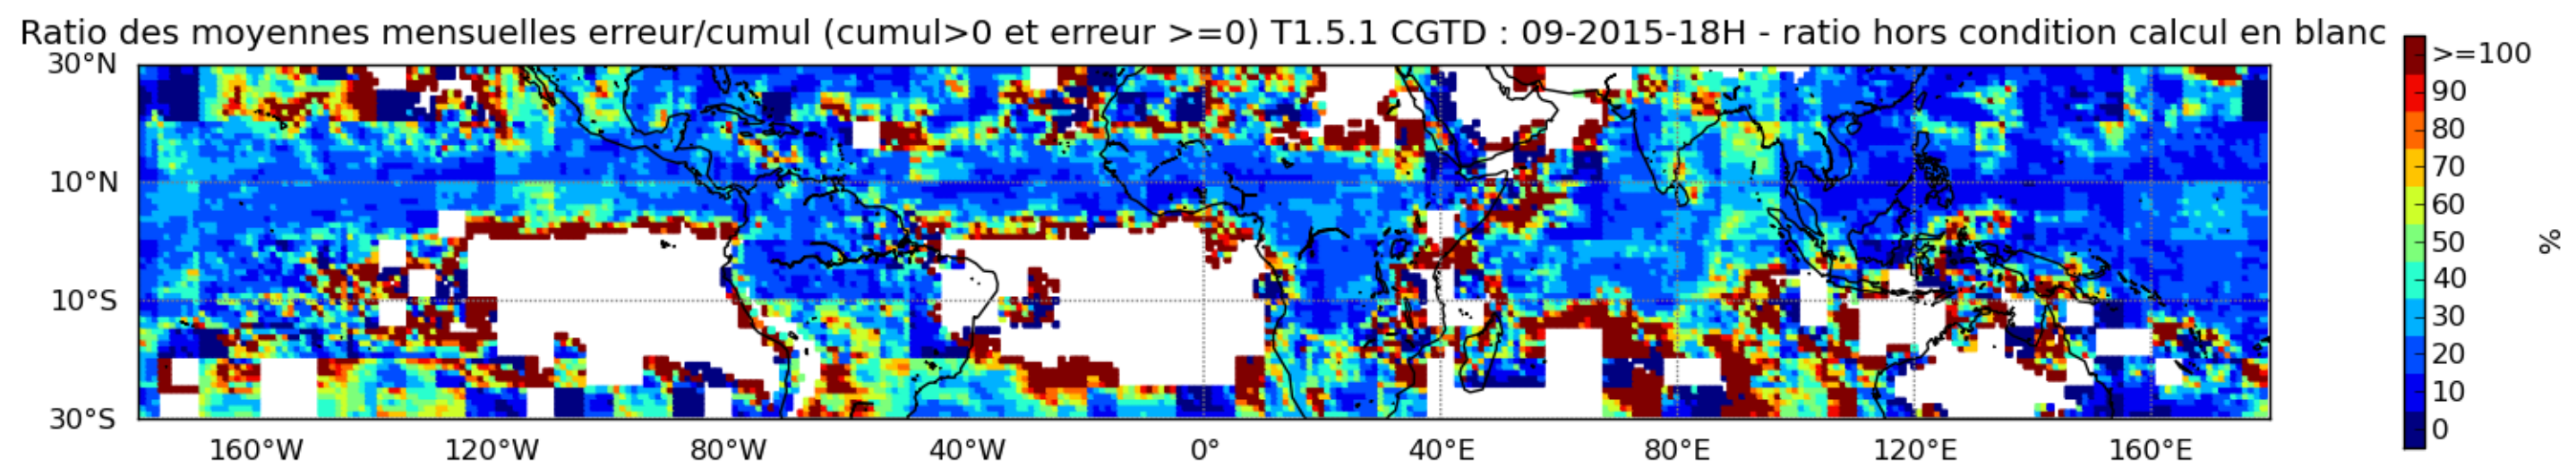 Ratio des moyennes mensuelles erreur/cumul (cumul>0 et erreur >=0) T1.5.1 CGTD : 09-2015-18H - ratio hors condition calcul en blanc
30°N
10°N
10°S
30°S
160°W 120°W 80°W 40°W 0° 40°E 80°E 120°E 160°E
>=100
90
80
70
60
50
40
30
20
10
0
%